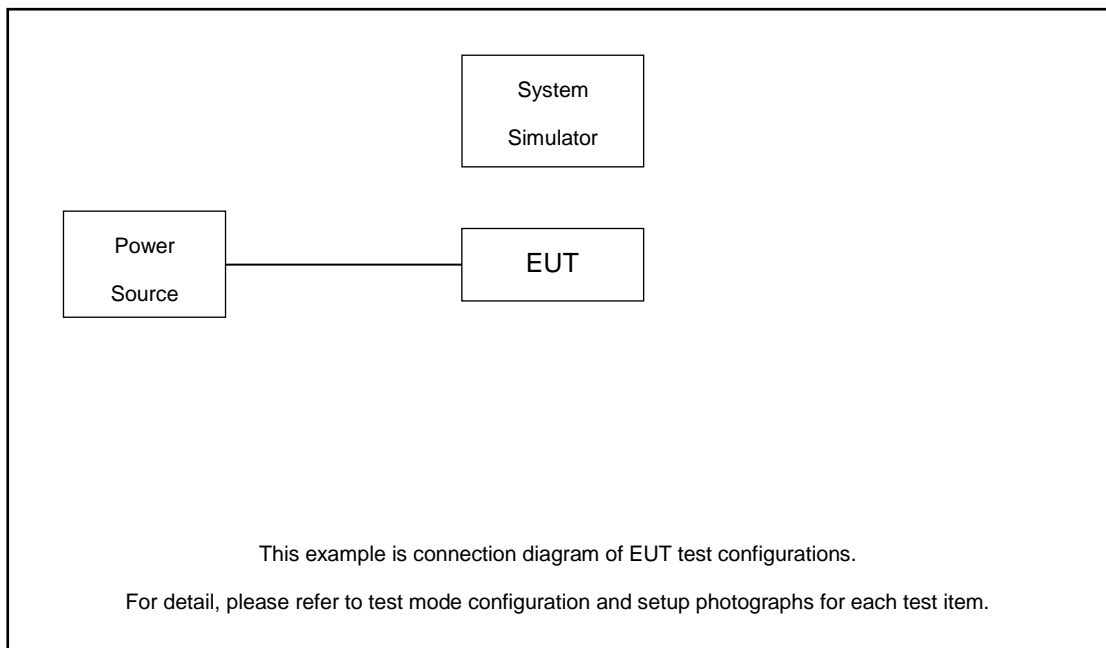 System
Simulator
Power
Source
EUT
This example is connection diagram of EUT test configurations.
For detail, please refer to test mode configuration and setup photographs for each test item.